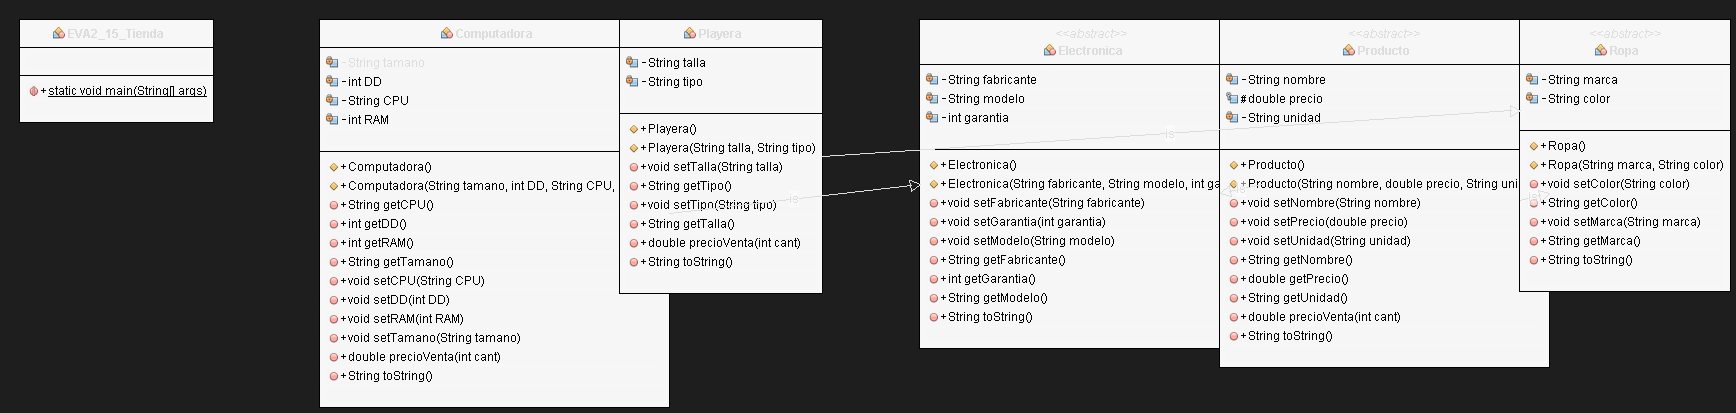 EVA2_15_Tienda
+ static void main(String[] args)
Computadora
- String tamano
- int DD
- String CPU
- int RAM
+ Computadora()
+ Computadora(String tamano, int DD, String CPU,
+ String getCPU()
+ int getDD()
+ int getRAM()
+ String getTamano()
+ void setCPU(String CPU)
+ void setDD(int DD)
+ void setRAM(int RAM)
+ void setTamano(String tamano)
+ double precioVenta(int cant)
+ String toString()
Playera
- String talla
- String tipo
+ Playera()
+ Playera(String talla, String tipo)
+ void setTalla(String talla)
+ String getTipo()
+ void setTipo(String tipo)
+ String getTalla()
+ double precioVenta(int cant)
+ String toString()
is
is
<<abstract>>
Electronica
- String fabricante
- String modelo
- int garantia
+ Electronica()
+ Electronica(String fabricante, String modelo, int ga
+ void setFabricante(String fabricante)
+ void setGarantia(int garantia)
+ void setModelo(String modelo)
+ String getFabricante()
+ int getGarantia()
+ String getModelo()
+ String toString()
<<abstract>>
Producto
- String nombre
# double precio
- String unidad
+ Producto()
+ Producto(String nombre, double precio, String uni
+ void setNombre(String nombre)
+ void setPrecio(double precio)
+ void setUnidad(String unidad)
+ String getNombre()
+ double getPrecio()
+ String getUnidad()
+ double precioVenta(int cant)
+ String toString()
is
is
<<abstract>>
Ropa
- String marca
- String color
+ Ropa()
+ Ropa(String marca, String color)
+ void setColor(String color)
+ String getColor()
+ void setMarca(String marca)
+ String getMarca()
+ String toString()